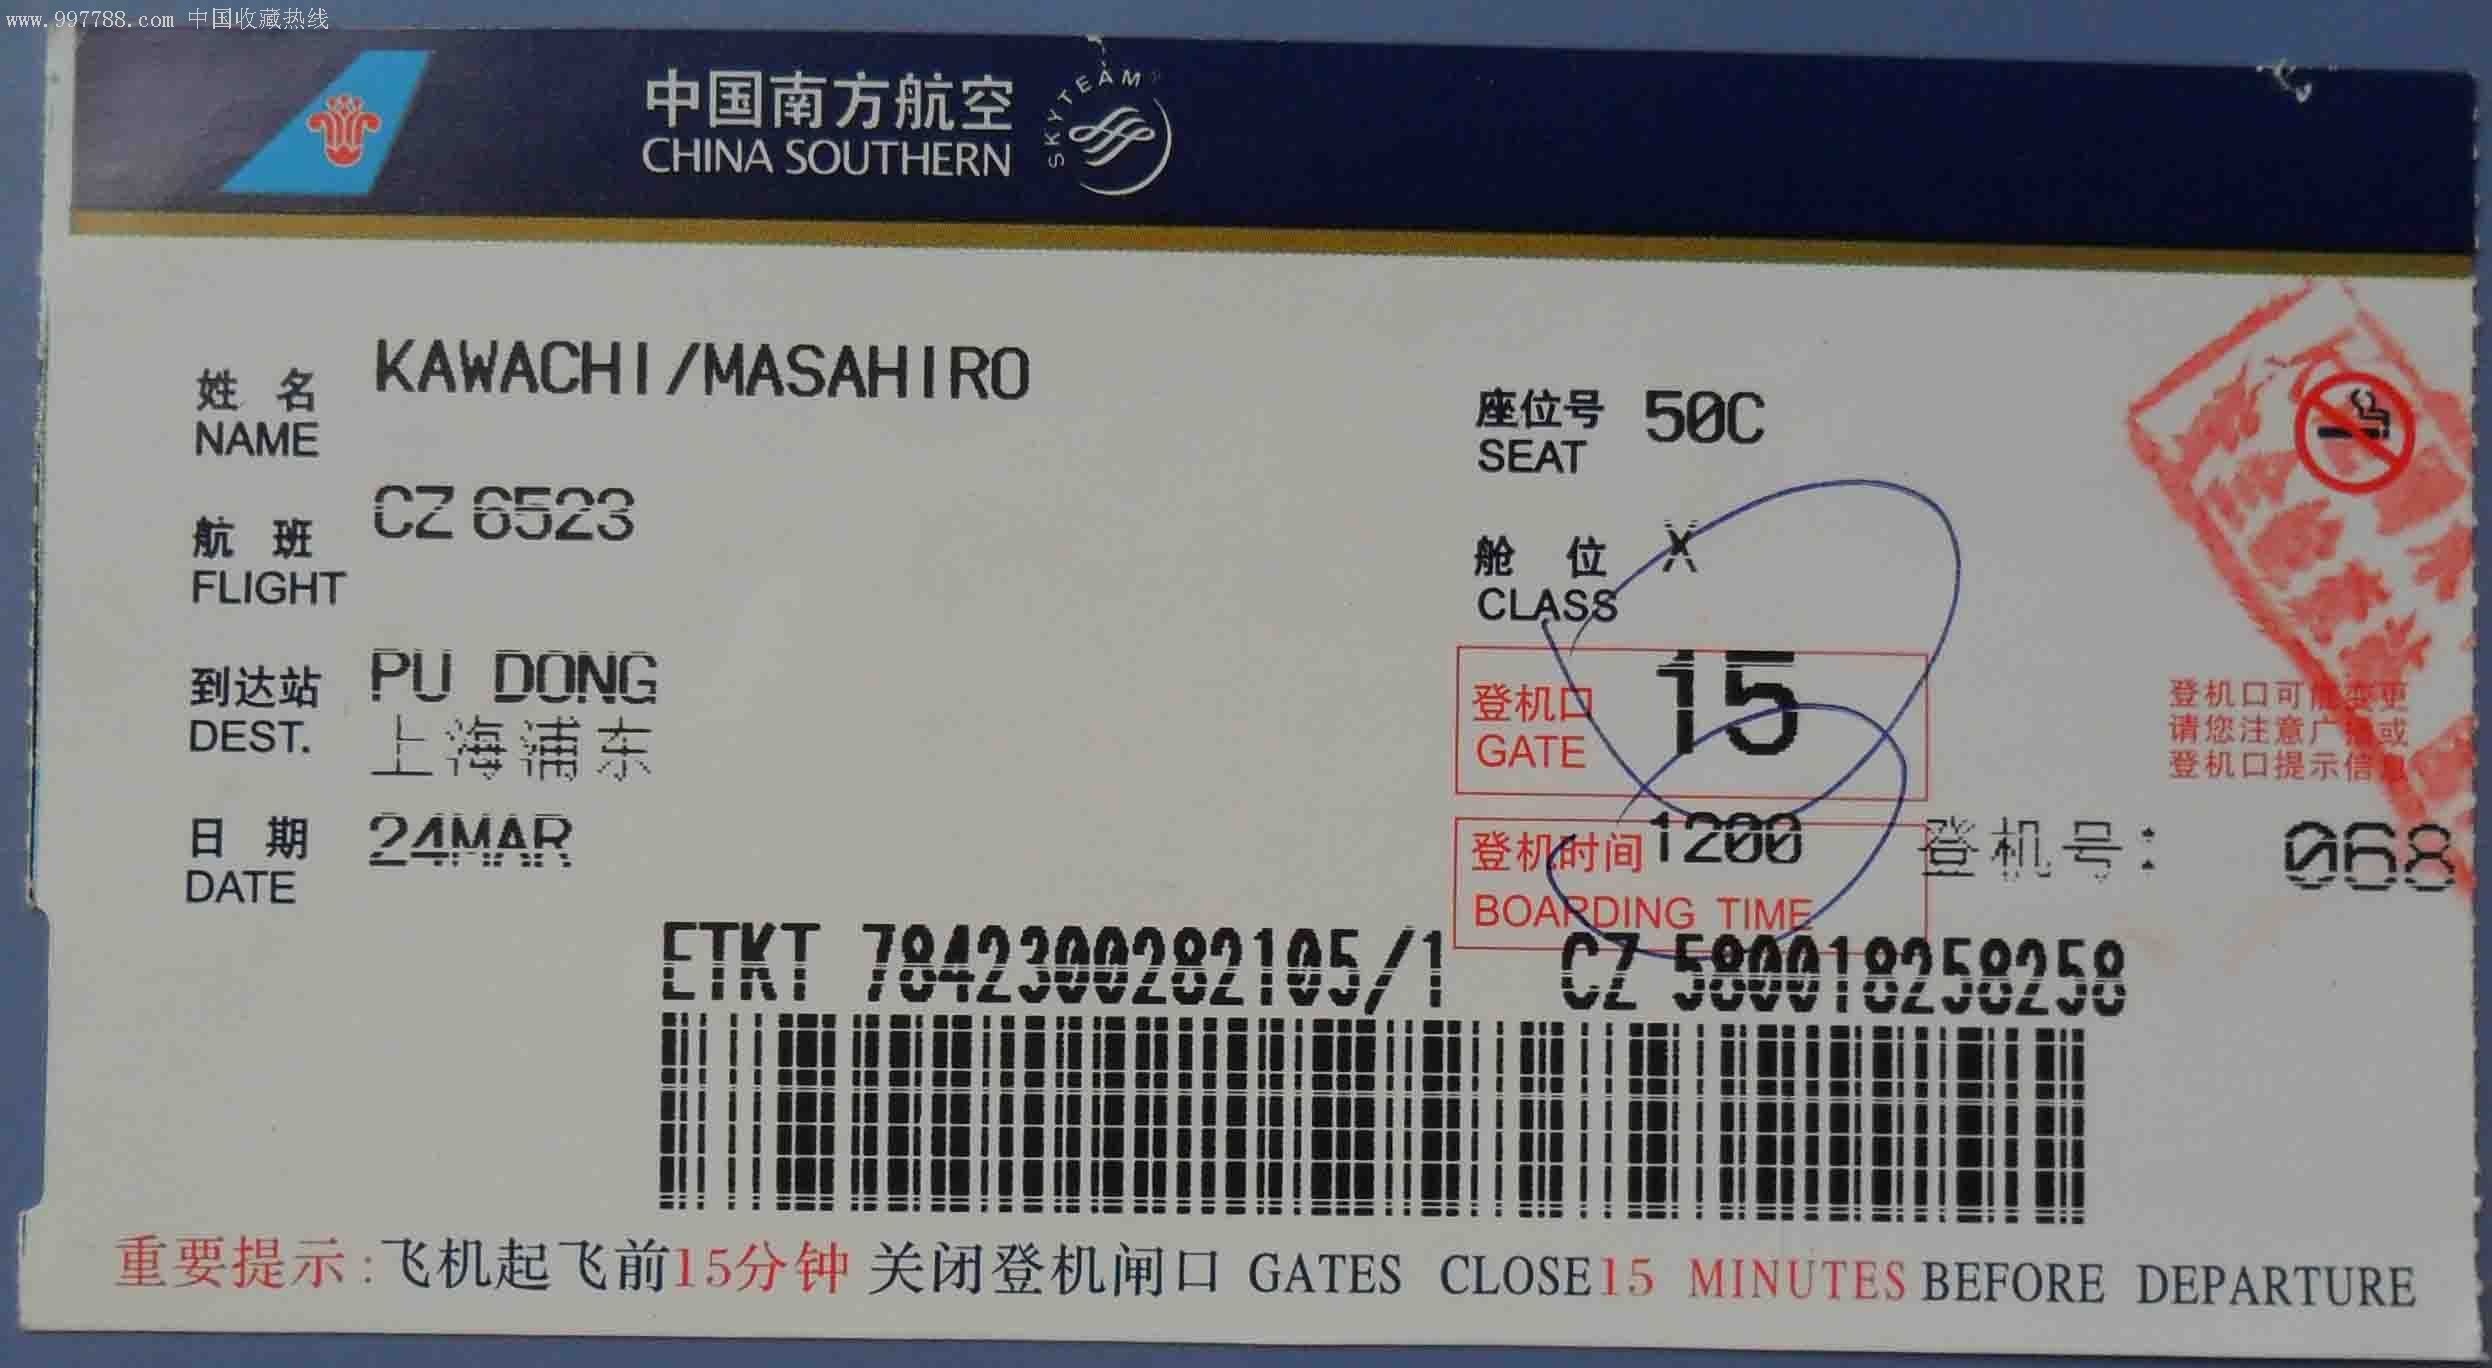 www.997788.com 中国收藏热线
中国南方航空
CHINA SOUTHERN
SKYTEAM
姓 名 KAWACHI/MASAHIRO
NAME
座位号 50C
SEAT
航 班 CZ 6523
FLIGHT
舱 位 X
CLASS
到达站 PU DONG
DEST. 上海浦东
登机口 15
GATE
登机口可能变更
请您注意广播或
登机口提示信息
日 期 24MAR
DATE
登机时间 1200
BOARDING TIME
登机号: 068
ETKT 7842300282105/1 CZ 580018258258
重要提示:飞机起飞前15分钟 关闭登机闸口 GATES CLOSE15 MINUTES BEFORE DEPARTURE